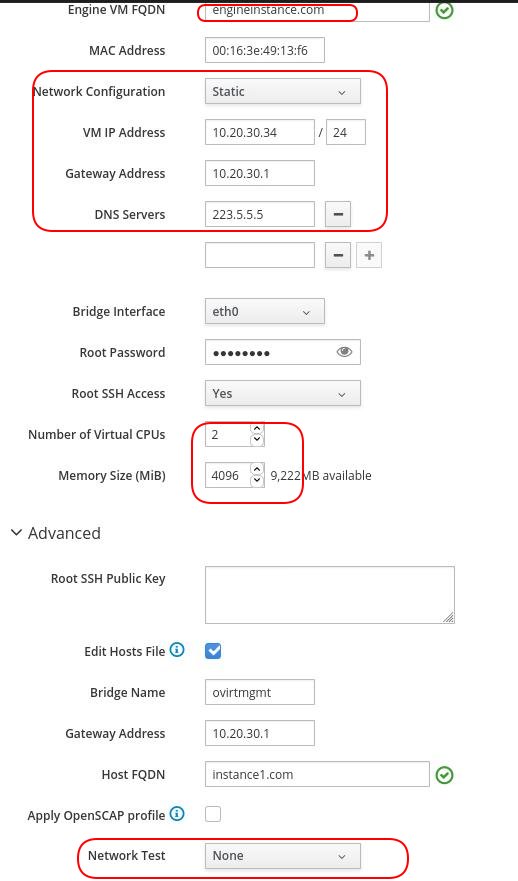 Engine VM FQDN engineinstance.com
MAC Address 00:16:3e:49:13:f6
Network Configuration Static
VM IP Address 10.20.30.34 / 24
Gateway Address 10.20.30.1
DNS Servers 223.5.5.5
Bridge Interface eth0
Root Password
Root SSH Access Yes
Number of Virtual CPUs 2
Memory Size (MiB) 4096 9,222MB available
Advanced
Root SSH Public Key
Edit Hosts File
Bridge Name ovirtmgmt
Gateway Address 10.20.30.1
Host FQDN instance1.com
Apply OpenSCAP profile
Network Test None